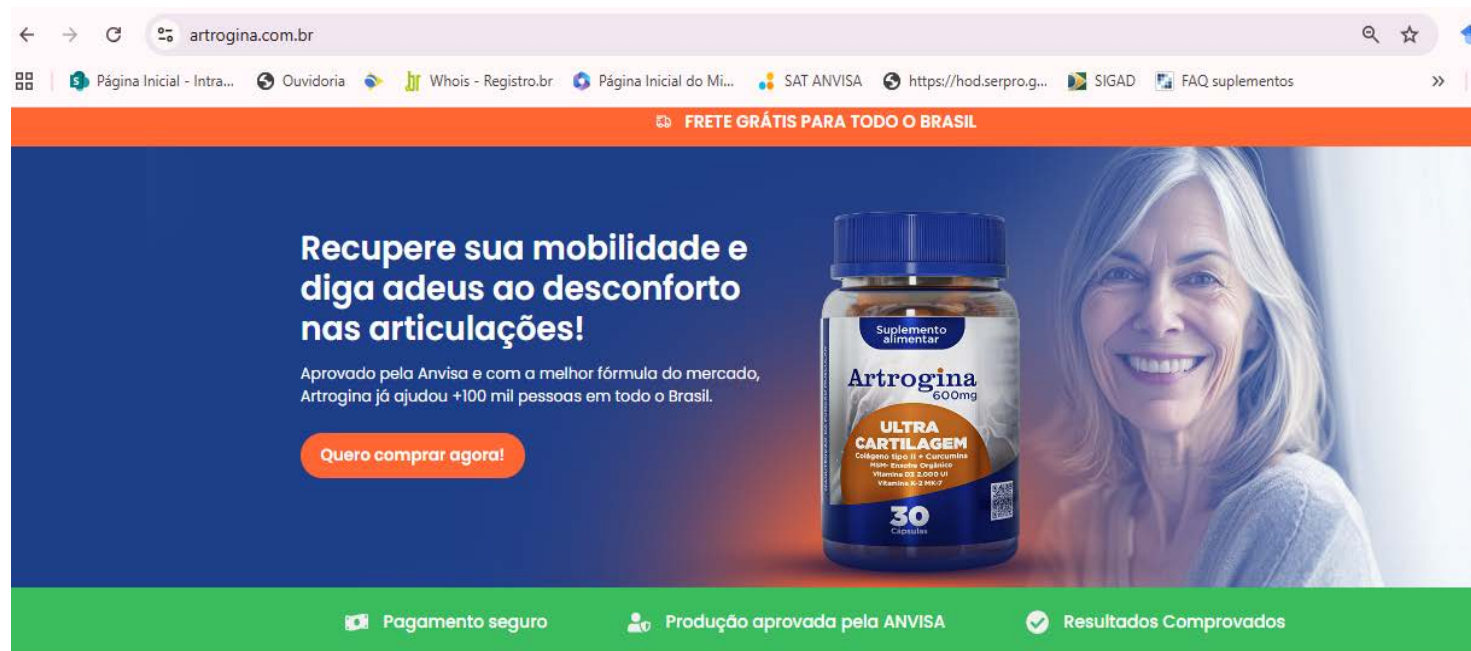 artrogina.com.br
Página Inicial - Intra...
Ouvidoria
Whois - Registro.br
Página Inicial do Mi...
SAT ANVISA
https://hod.serpro.g...
SIGAD
FAQ suplementos
»
FRETE GRÁTIS PARA TODO O BRASIL
Recupere sua mobilidade e
diga adeus ao desconforto
nas articulações!
Aprovado pela Anvisa e com a melhor fórmula do mercado,
Artrogina já ajudou +100 mil pessoas em todo o Brasil.
Quero comprar agora!
Suplemento
alimentar
Artrogina
600mg
ULTRA
CARTILAGEM
Colágeno tipo II + Curcumina
MSM- Enxofre Orgânico
Vitamina D3 2.000 UI
Vitamina K-2 MK-7
30
Cápsulas
Pagamento seguro
Produção aprovada pela ANVISA
Resultados Comprovados